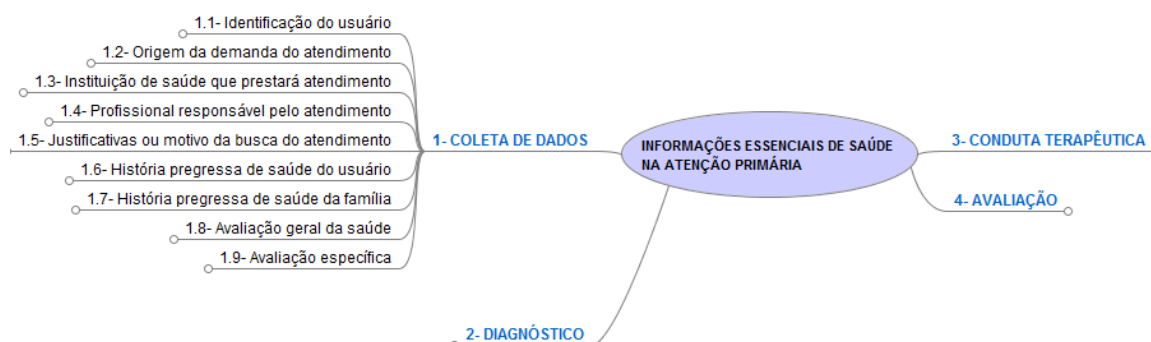 1.1- Identificação do usuário
1.2- Origem da demanda do atendimento
1.3- Instituição de saúde que prestará atendimento
1.4- Profissional responsável pelo atendimento
1.5- Justificativas ou motivo da busca do atendimento
1.6- História pregressa de saúde do usuário
1.7- História pregressa de saúde da família
1.8- Avaliação geral da saúde
1.9- Avaliação específica
1- COLETA DE DADOS
INFORMAÇÕES ESSENCIAIS DE SAÚDE
NA ATENÇÃO PRIMÁRIA
3- CONDUTA TERAPÊUTICA
4- AVALIAÇÃO
2- DIAGNÓSTICO